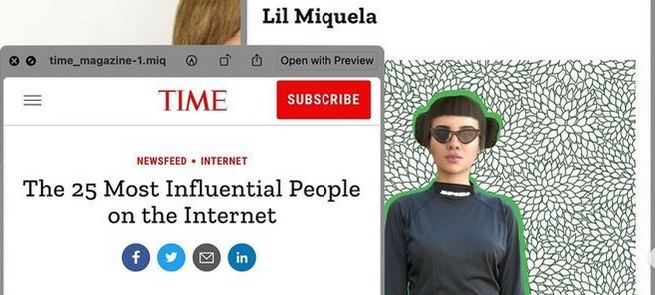 Lil Miquela
time_magazine-1.miq
Open with Preview
TIME
SUBSCRIBE
NEWSFEED • INTERNET
The 25 Most Influential People
on the Internet